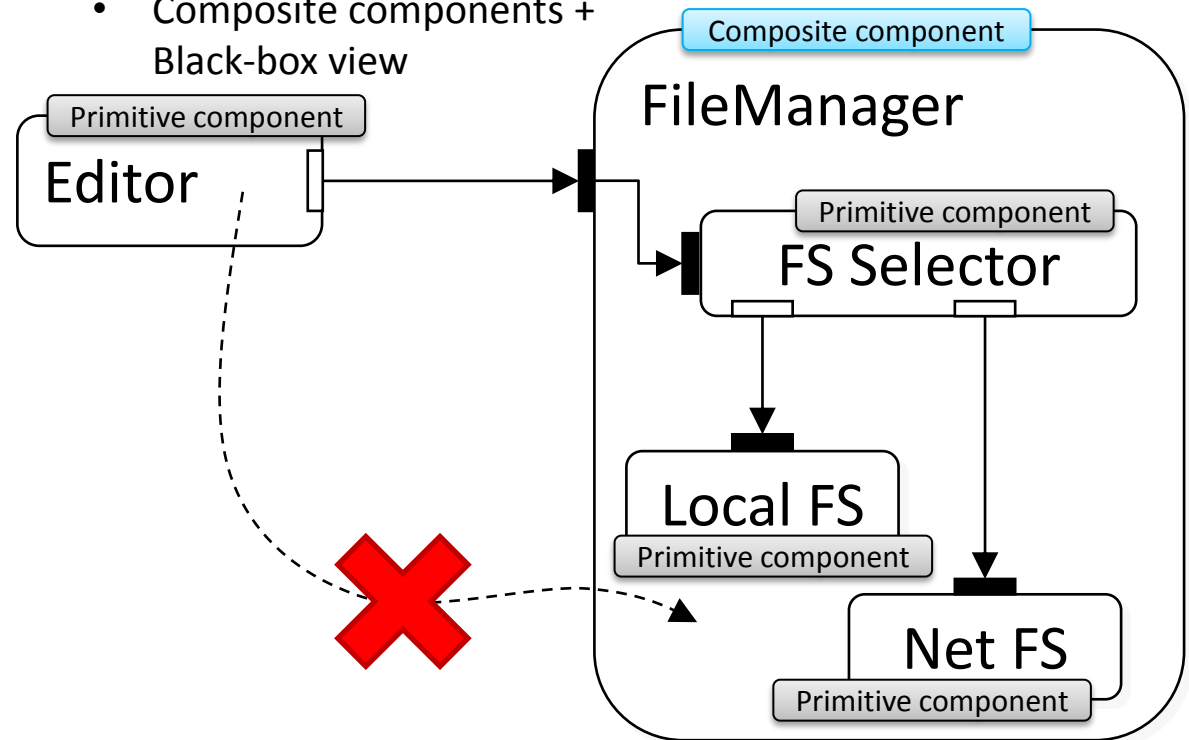 • Composite components +
Black-box view
Composite component
FileManager
Primitive component
Editor
Primitive component
FS Selector
Local FS
Primitive component
Net FS
Primitive component